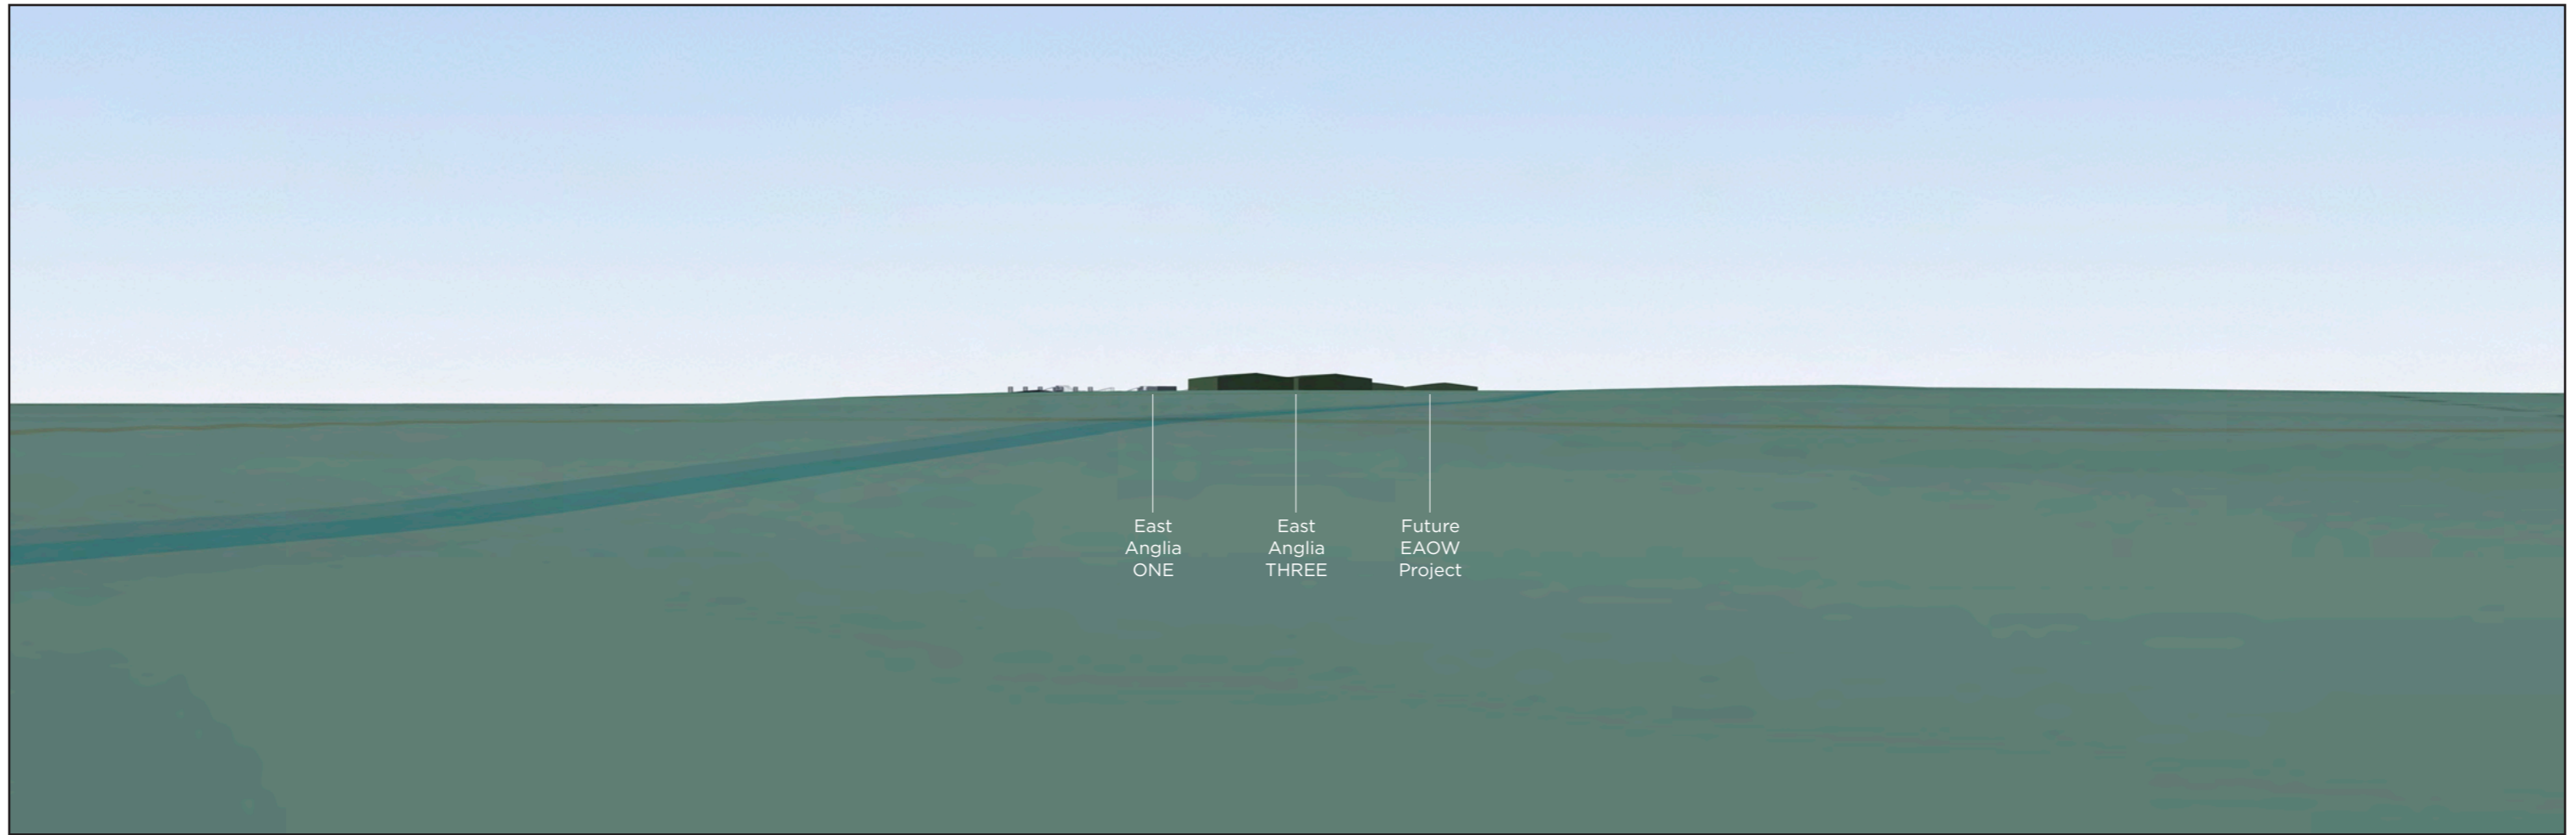 East
Anglia
ONE
East
Anglia
THREE
Future
EAOW
Project